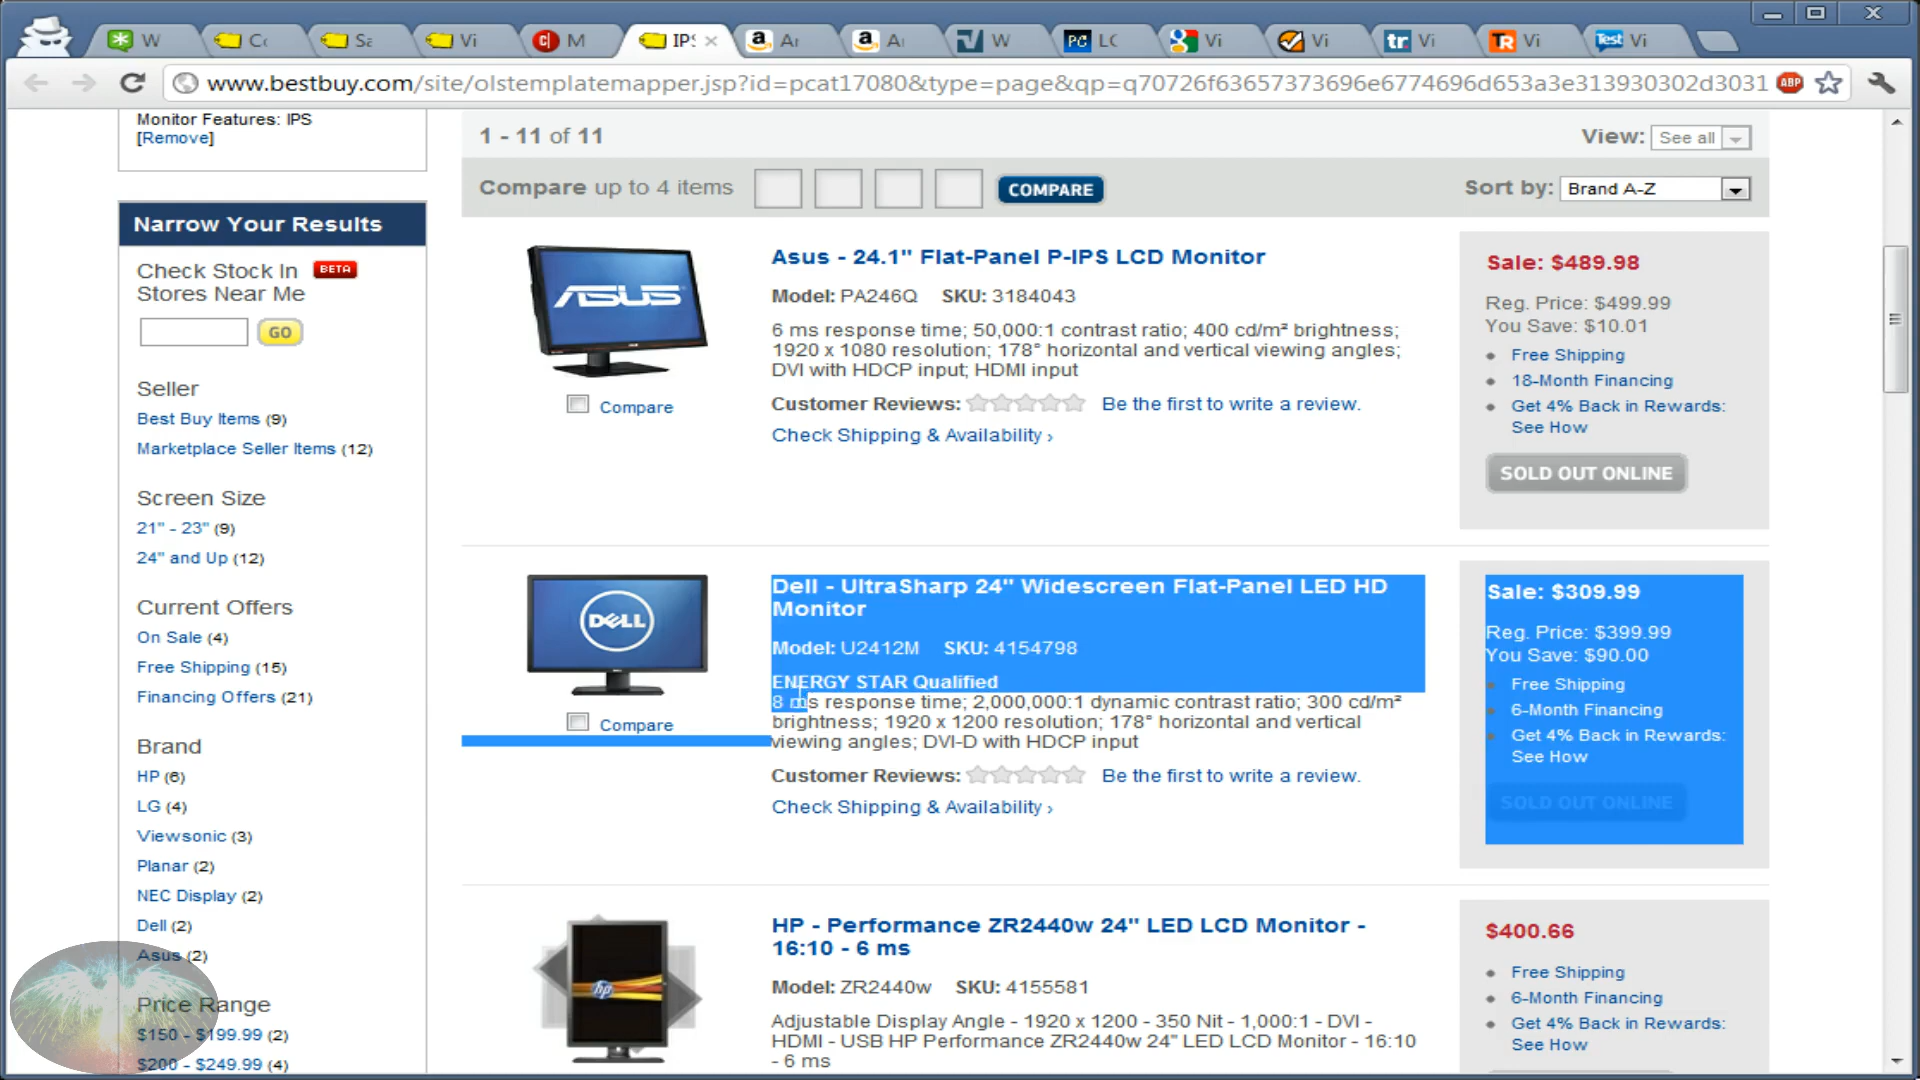 W
Cc
Sa
Vi
M
IPS
Ar
W
PC LC
Vi
Vi
tr. Vi
TR Vi
Test Vi
www.bestbuy.com/site/olstemplatemapper.jsp?id=pcat17080&type=page&qp=q70726f63657373696e6774696d653a3e313930302d3031
ABP
Monitor Features: IPS
[Remove]
Narrow Your Results
Check Stock In BETA
Stores Near Me
GO
Seller
Best Buy Items (9)
Marketplace Seller Items (12)
Screen Size
21" - 23" (9)
24" and Up (12)
Current Offers
On Sale (4)
Free Shipping (15)
Financing Offers (21)
Brand
HP (6)
LG (4)
Viewsonic (3)
Planar (2)
NEC Display (2)
Dell (2)
Asus (2)
Price Range
$150 - $199.99 (2)
$200 - $249.99 (4)
1 - 11 of 11
View: See all
Compare up to 4 items
COMPARE
Sort by: Brand A-Z
ASUS
Compare
Asus - 24.1" Flat-Panel P-IPS LCD Monitor
Model: PA246Q SKU: 3184043
6 ms response time; 50,000:1 contrast ratio; 400 cd/m² brightness;
1920 x 1080 resolution; 178° horizontal and vertical viewing angles;
DVI with HDCP input; HDMI input
Customer Reviews: Be the first to write a review.
Check Shipping & Availability ›
Sale: $489.98
Reg. Price: $499.99
You Save: $10.01
Free Shipping
18-Month Financing
Get 4% Back in Rewards:
See How
SOLD OUT ONLINE
DELL
Compare
Dell - UltraSharp 24" Widescreen Flat-Panel LED HD
Monitor
Model: U2412M SKU: 4154798
ENERGY STAR Qualified
8 ms response time; 2,000,000:1 dynamic contrast ratio; 300 cd/m²
brightness; 1920 x 1200 resolution; 178° horizontal and vertical
viewing angles; DVI-D with HDCP input
Customer Reviews: Be the first to write a review.
Check Shipping & Availability ›
Sale: $309.99
Reg. Price: $399.99
You Save: $90.00
Free Shipping
6-Month Financing
Get 4% Back in Rewards:
See How
SOLD OUT ONLINE
hp
HP - Performance ZR2440w 24" LED LCD Monitor -
16:10 - 6 ms
Model: ZR2440w SKU: 4155581
Adjustable Display Angle - 1920 x 1200 - 350 Nit - 1,000:1 - DVI -
HDMI - USB HP Performance ZR2440w 24" LED LCD Monitor - 16:10
- 6 ms
$400.66
Free Shipping
6-Month Financing
Get 4% Back in Rewards:
See How